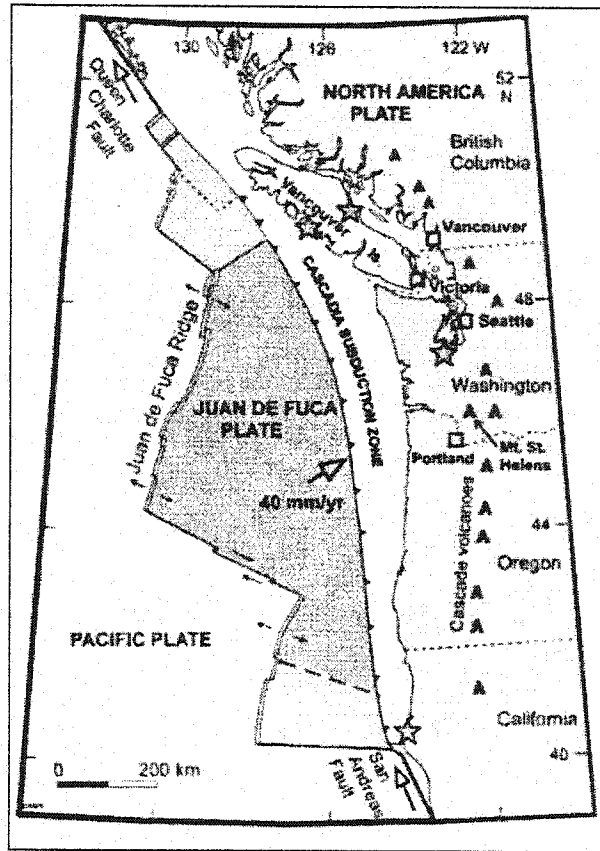 130
126
122 W
52
N
Queen
Charlotte
Fault
NORTH AMERICA
PLATE
British
Columbia
Vancouver
Is
Vancouver
Victoria
48
Seattle
CASCADIA SUBDUCTION ZONE
Juan de Fuca Ridge
JUAN DE FUCA
PLATE
Washington
Portland
Mt. St.
Helens
40 mm/yr
Cascade volcanoes
44
Oregon
PACIFIC PLATE
California
San
Andreas
Fault
40
0 200 km